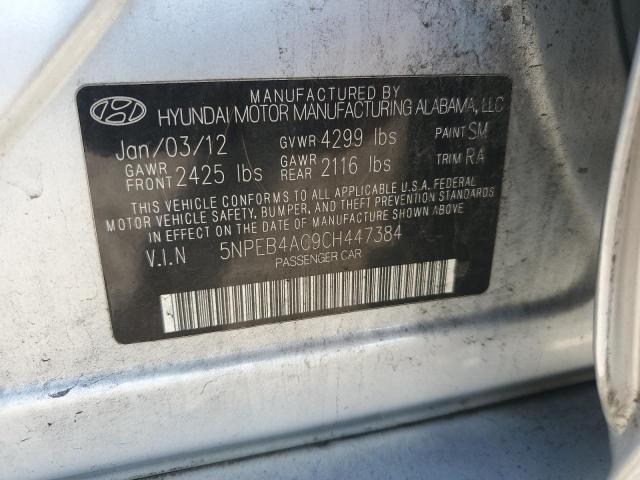 MANUFACTURED BY
HYUNDAI MOTOR MANUFACTURING ALABAMA, LLC
Jan/03/12 GVWR 4299 lbs PAINT SM
GAWR FRONT 2425 lbs GAWR REAR 2116 lbs TRIM RA
THIS VEHICLE CONFORMS TO ALL APPLICABLE U.S.A. FEDERAL
MOTOR VEHICLE SAFETY, BUMPER, AND THEFT PREVENTION STANDARDS
IN EFFECT ON THE DATE OF MANUFACTURE SHOWN ABOVE.
V.I.N 5NPEB4AC9CH447384
PASSENGER CAR